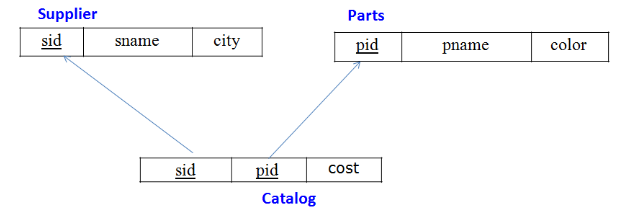 Supplier
Parts
sid sname city
pid pname color
sid pid cost
Catalog